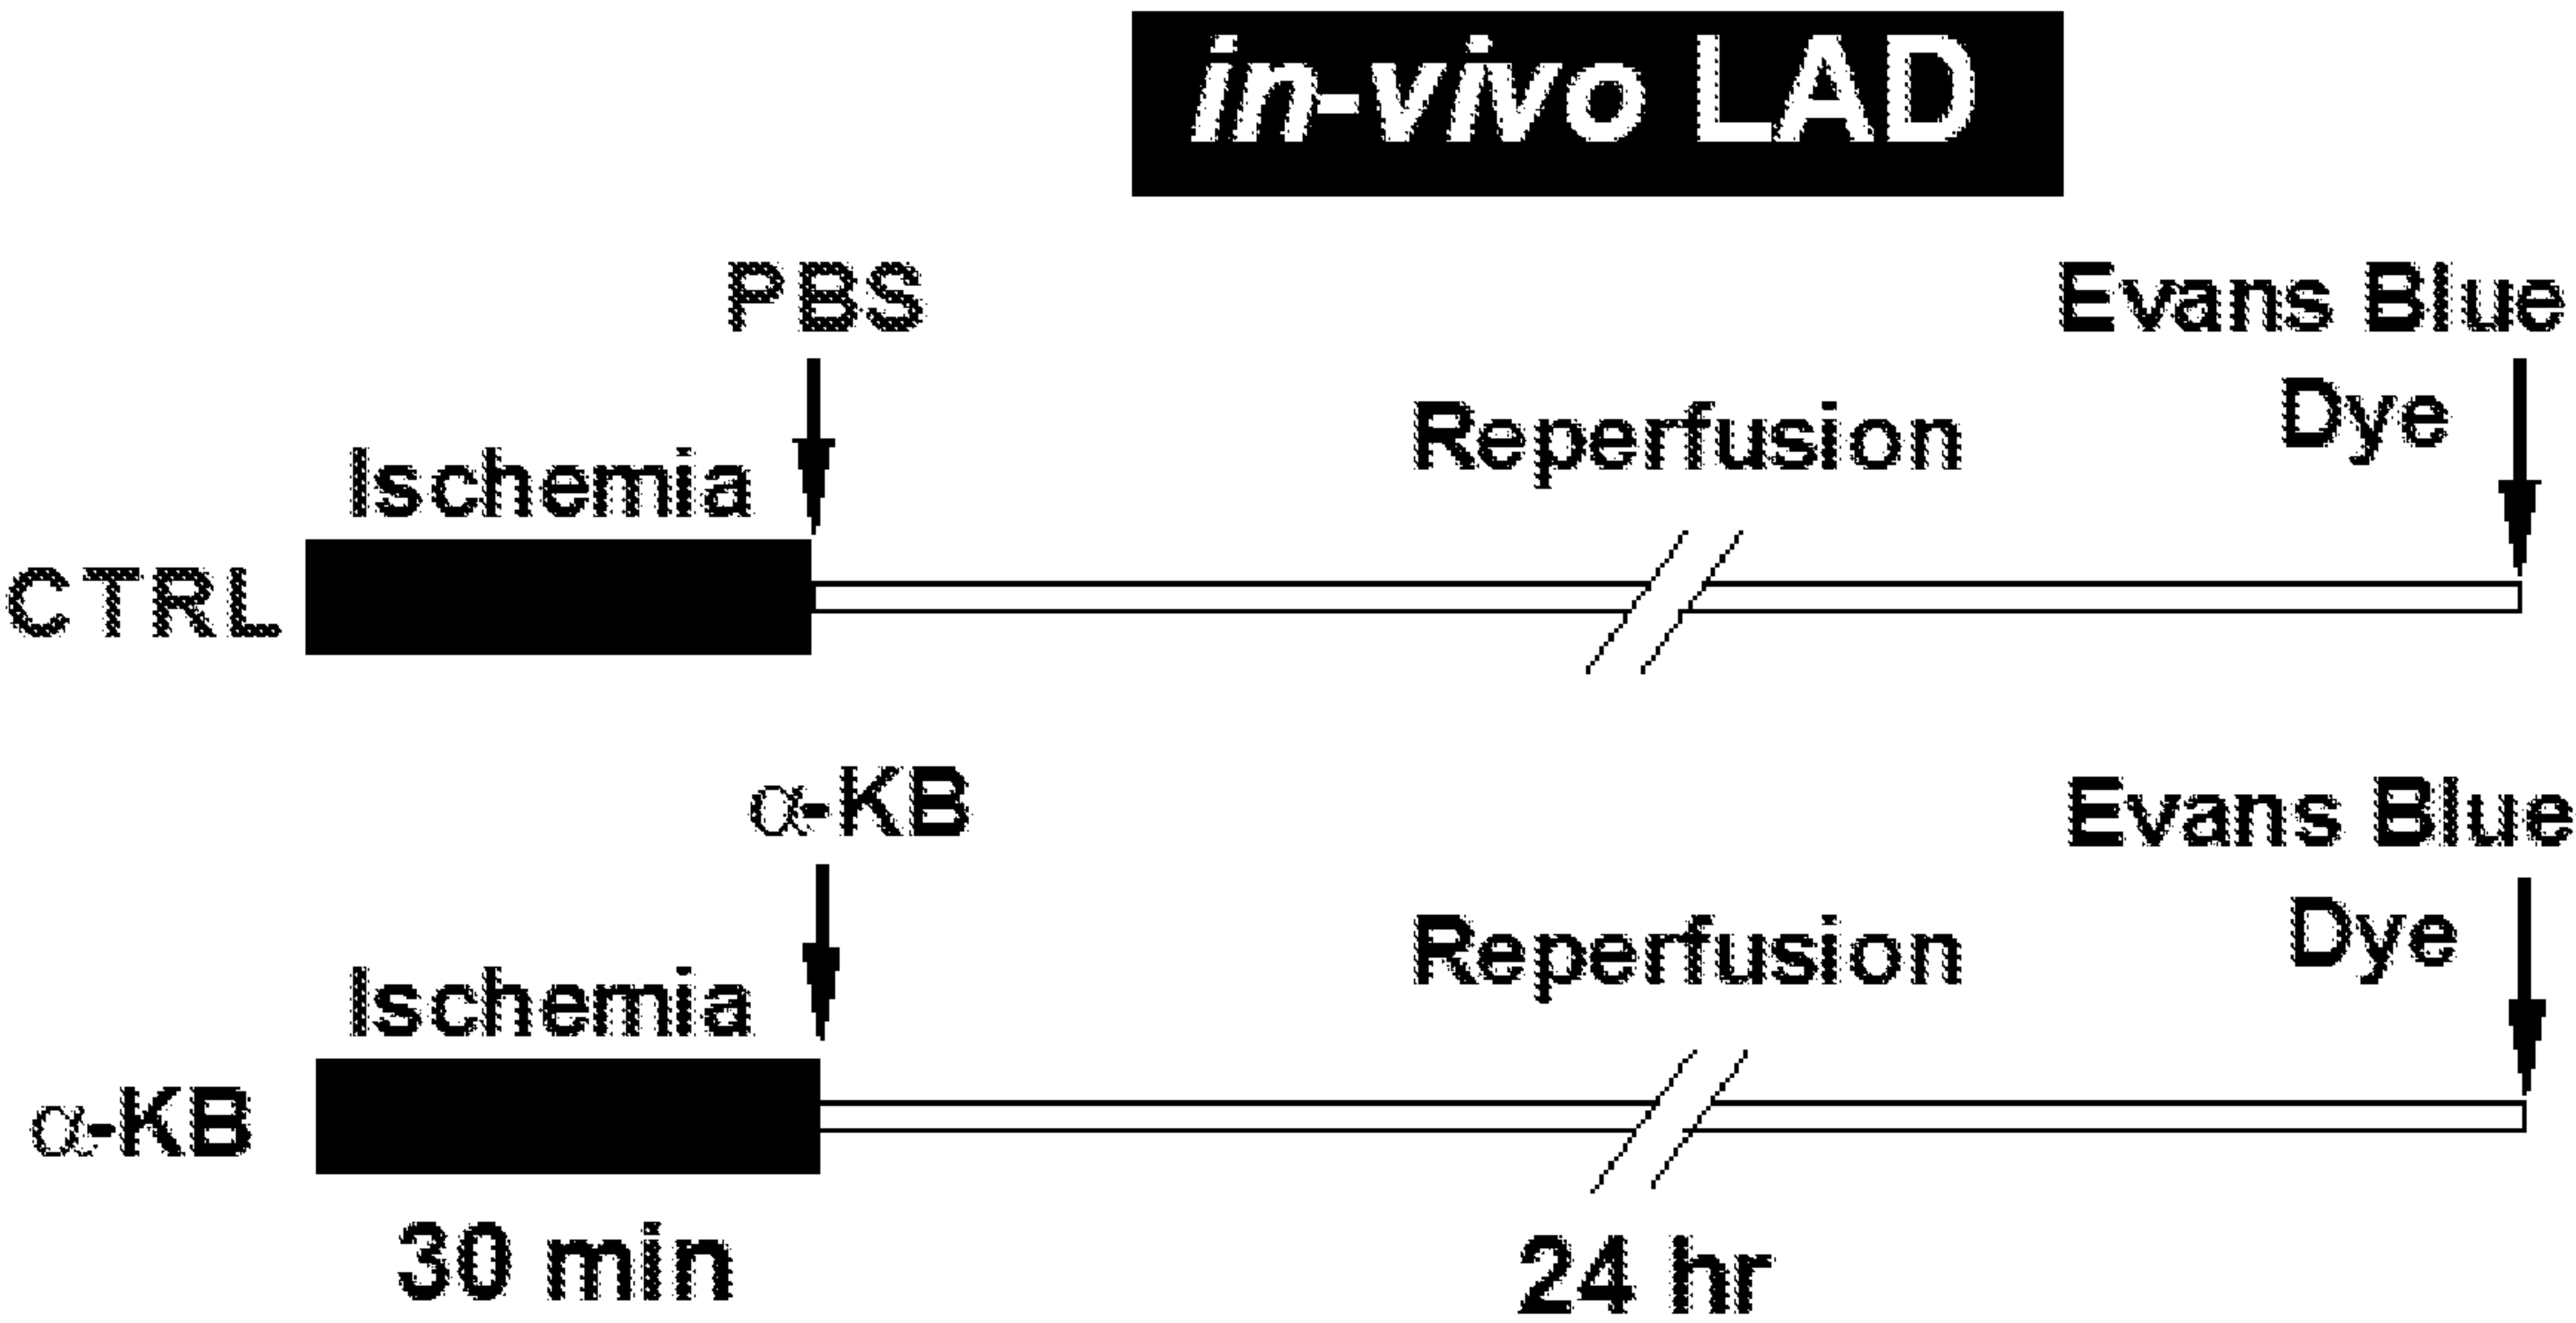 in-vivo LAD
PBS
Evans Blue
Dye
Ischemia
Reperfusion
CTRL
α-KB
Evans Blue
Dye
Ischemia
Reperfusion
α-KB
30 min
24 hr